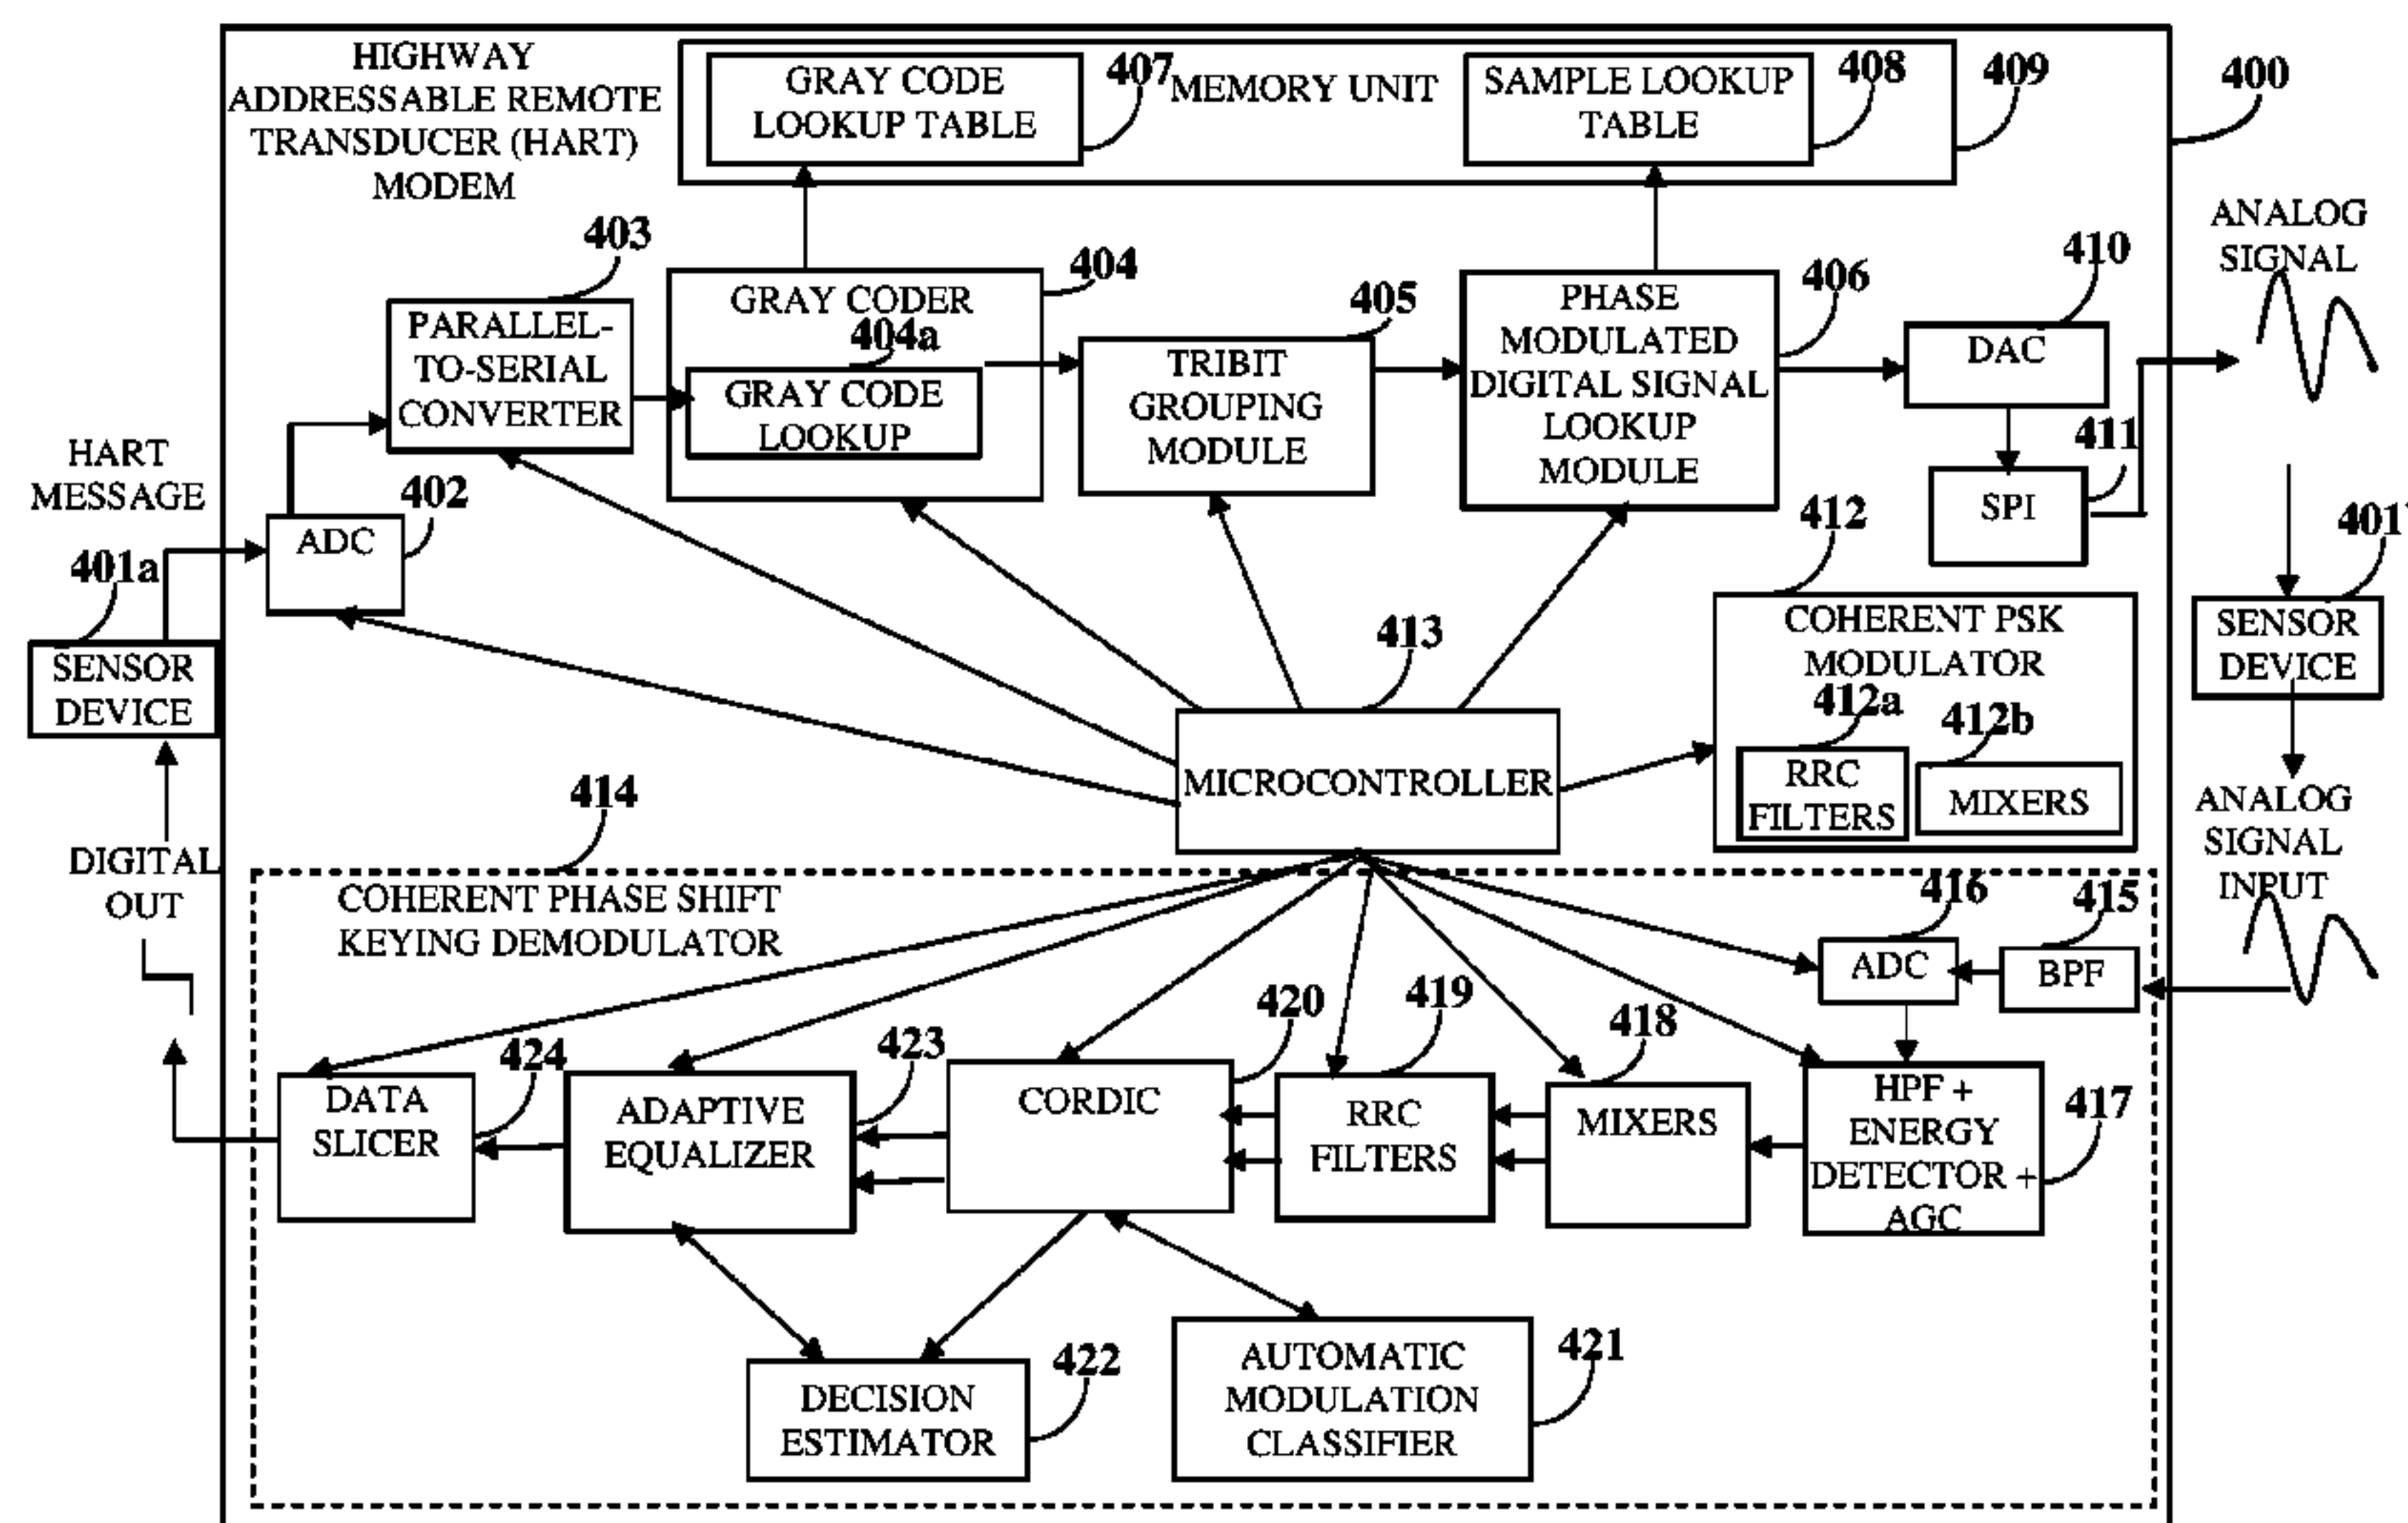 HIGHWAY
ADDRESSABLE REMOTE
TRANSDUCER (HART)
MODEM
GRAY CODE
LOOKUP TABLE
407
MEMORY UNIT
SAMPLE LOOKUP
TABLE
408
409
400
403
PARALLEL-
TO-SERIAL
CONVERTER
404
GRAY CODER
404a
GRAY CODE
LOOKUP
405
TRIBIT
GROUPING
MODULE
406
PHASE
MODULATED
DIGITAL SIGNAL
LOOKUP
MODULE
410
DAC
411
SPI
ANALOG
SIGNAL
HART
MESSAGE
402
ADC
401a
SENSOR
DEVICE
413
MICROCONTROLLER
412
COHERENT PSK
MODULATOR
412a
RRC
FILTERS
412b
MIXERS
401'
SENSOR
DEVICE
ANALOG
SIGNAL
INPUT
DIGITAL
OUT
414
COHERENT PHASE SHIFT
KEYING DEMODULATOR
416
ADC
415
BPF
424
DATA
SLICER
423
ADAPTIVE
EQUALIZER
420
CORDIC
419
RRC
FILTERS
418
MIXERS
417
HPF +
ENERGY
DETECTOR +
AGC
422
DECISION
ESTIMATOR
421
AUTOMATIC
MODULATION
CLASSIFIER